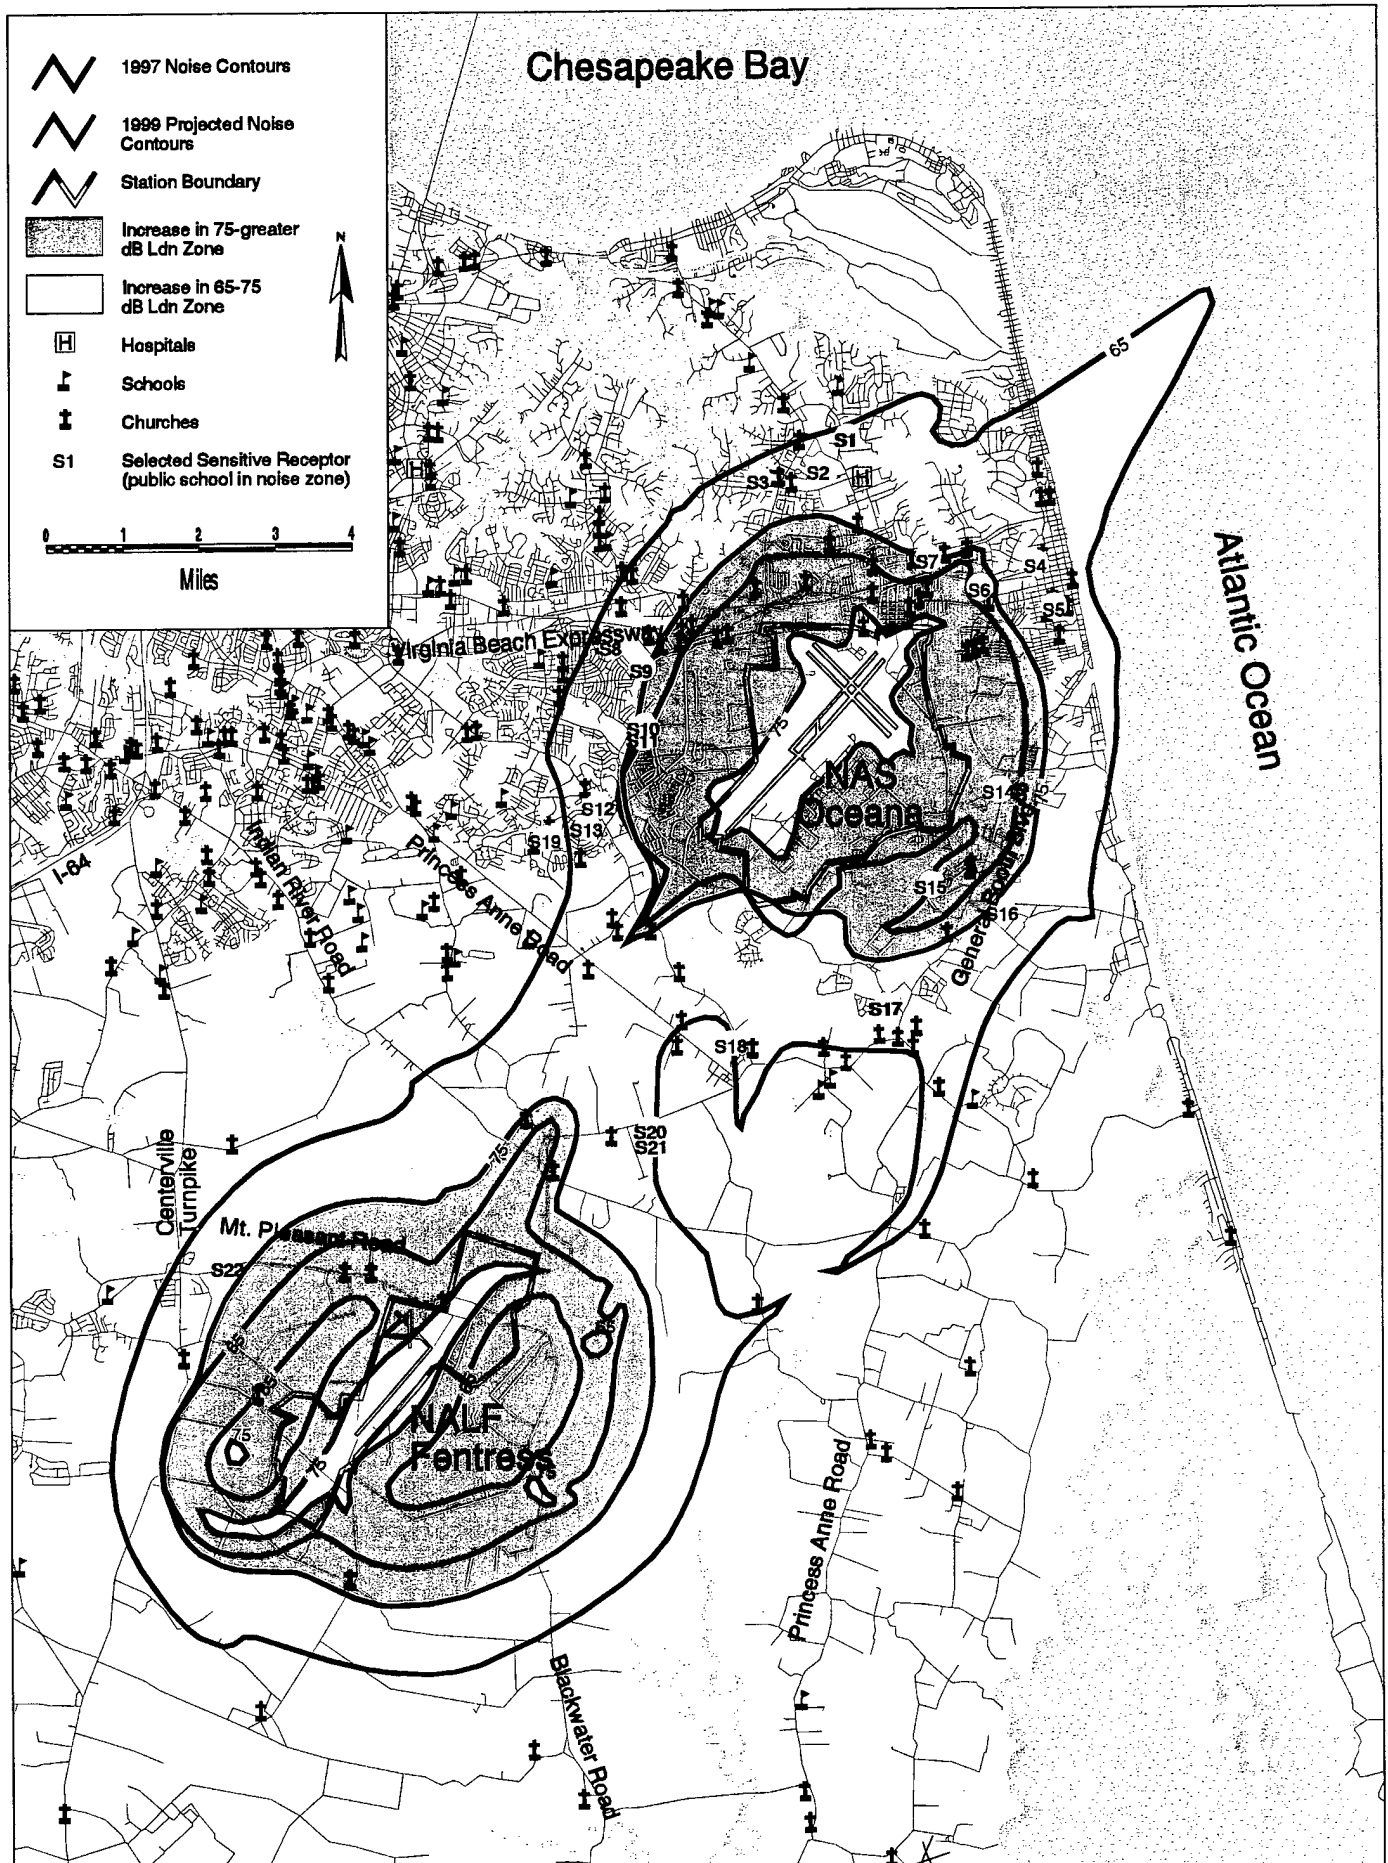 Chesapeake Bay
1997 Noise Contours
1999 Projected Noise
Contours
Station Boundary
Increase in 75-greater
dB Ldn Zone
N
Increase in 65-75
dB Ldn Zone
H
Hospitals
Schools
Churches
S1
Selected Sensitive Receptor
(public school in noise zone)
0 1 2 3 4
Miles
65
S1
S2
S3
H
H
Atlantic Ocean
S7
S4
S6
S5
Virginia Beach Expressway
S8
S9
S10
S11
75
NAS
Oceana
S14
75
S12
S13
S19
I-64
Indian River Road
Princess Anne Road
S15
S16
General Booth Blvd
S17
S18
S20
S21
Centerville
Turnpike
75
Mt. Pleasant Road
S22
65
65
65
75
75
NALF
Fentress
Princess Anne Road
Blackwater Road